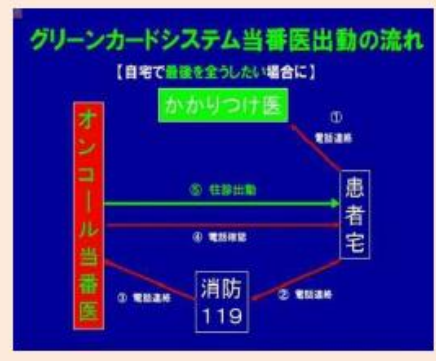 グリーンカードシステム当番医出動の流れ
【自宅で最後を全うしたい場合に】
かかりつけ医
①
電話連絡
オンコール当番医
⑤ 往診出動
患者宅
④ 電話確認
消防
119
② 電話連絡
③ 電話連絡